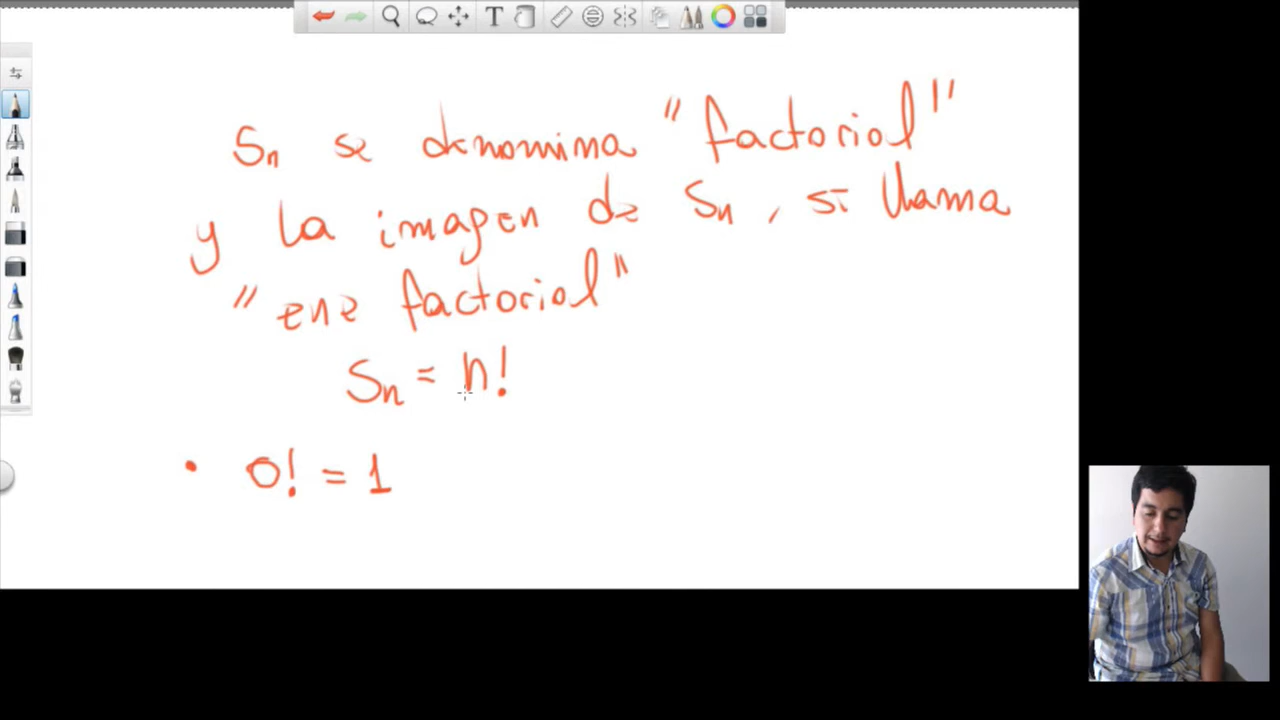 Sn se denomina "factorial"
y la imagen de Sn, se llama
"ene factorial"
Sn = n!
• 0! = 1